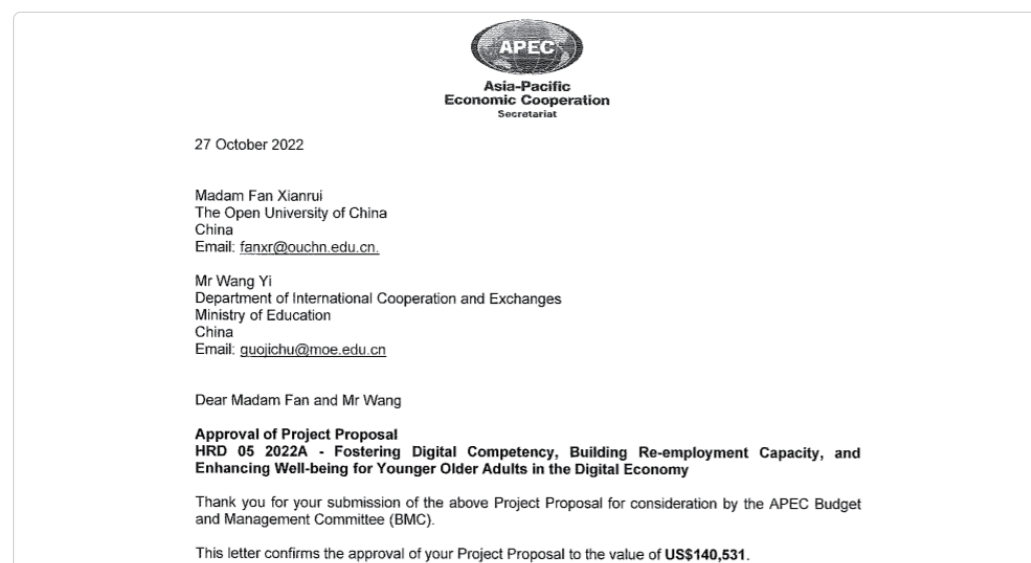 APEC
Asia-Pacific
Economic Cooperation
Secretariat
27 October 2022
Madam Fan Xianrui
The Open University of China
China
Email: fanxr@ouchn.edu.cn.
Mr Wang Yi
Department of International Cooperation and Exchanges
Ministry of Education
China
Email: guojichu@moe.edu.cn
Dear Madam Fan and Mr Wang
Approval of Project Proposal
HRD 05 2022A - Fostering Digital Competency, Building Re-employment Capacity, and
Enhancing Well-being for Younger Older Adults in the Digital Economy
Thank you for your submission of the above Project Proposal for consideration by the APEC Budget
and Management Committee (BMC).
This letter confirms the approval of your Project Proposal to the value of US$140,531.